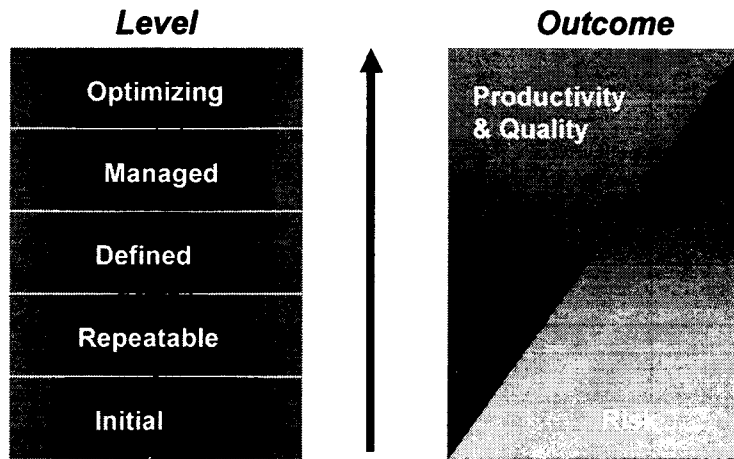 Level
Outcome
Optimizing
Managed
Defined
Repeatable
Initial
Productivity
& Quality
Risk